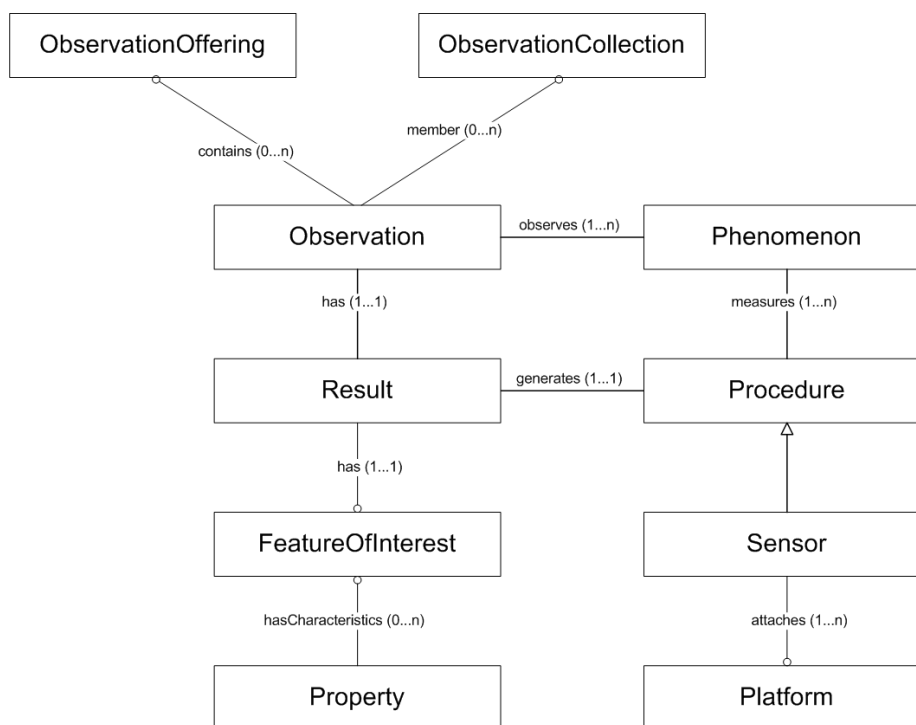 ObservationOffering
ObservationCollection
contains (0...n)
member (0...n)
Observation
observes (1...n)
Phenomenon
has (1...1)
measures (1...n)
Result
generates (1...1)
Procedure
has (1...1)
FeatureOfInterest
Sensor
hasCharacteristics (0...n)
attaches (1...n)
Property
Platform